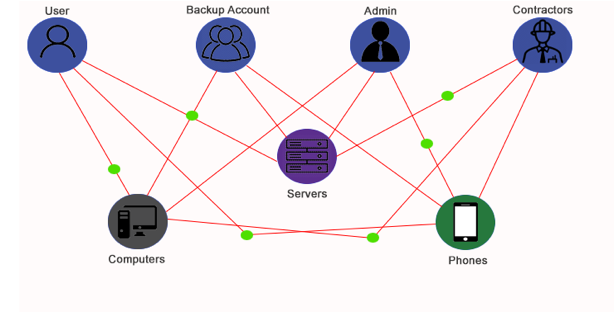 User
Backup Account
Admin
Contractors
Servers
Computers
Phones